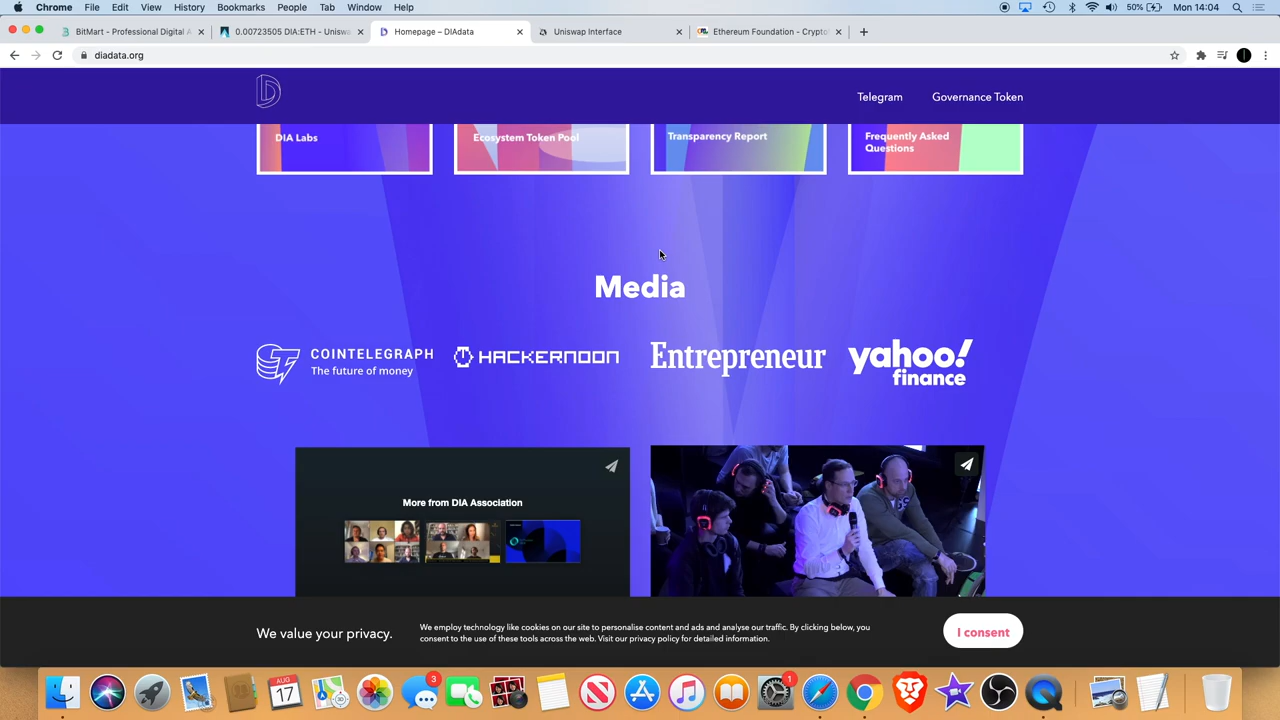 Chrome File Edit View History Bookmarks People Tab Window Help 50% Mon 14:04
BitMart - Professional Digital A
0.00723505 DIA:ETH - Uniswa
Homepage – DIAdata
Uniswap Interface
Ethereum Foundation - Crypto
diadata.org
D
Telegram
Governance Token
DIA Labs
Ecosystem Token Pool
Transparency Report
Frequently Asked
Questions
Media
COINTELEGRAPH
The future of money
HACKERNOON
Entrepreneur
yahoo!
finance
More from DIA Association
We value your privacy.
We employ technology like cookies on our site to personalise content and ads and analyse our traffic. By clicking below, you
consent to the use of these tools across the web. Visit our privacy policy for detailed information.
I consent
3
AUG
17
1